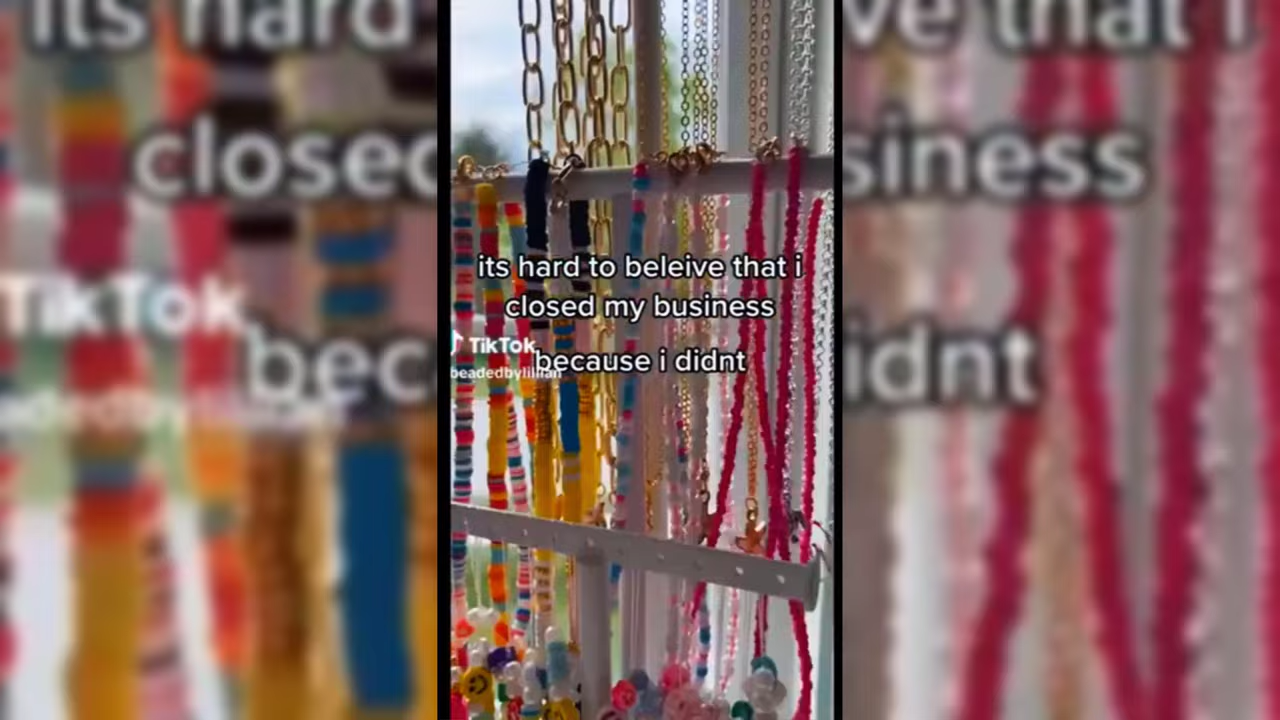 its hard to beleive that i
closed my business
TikTok
because i didnt
beadedbylillian